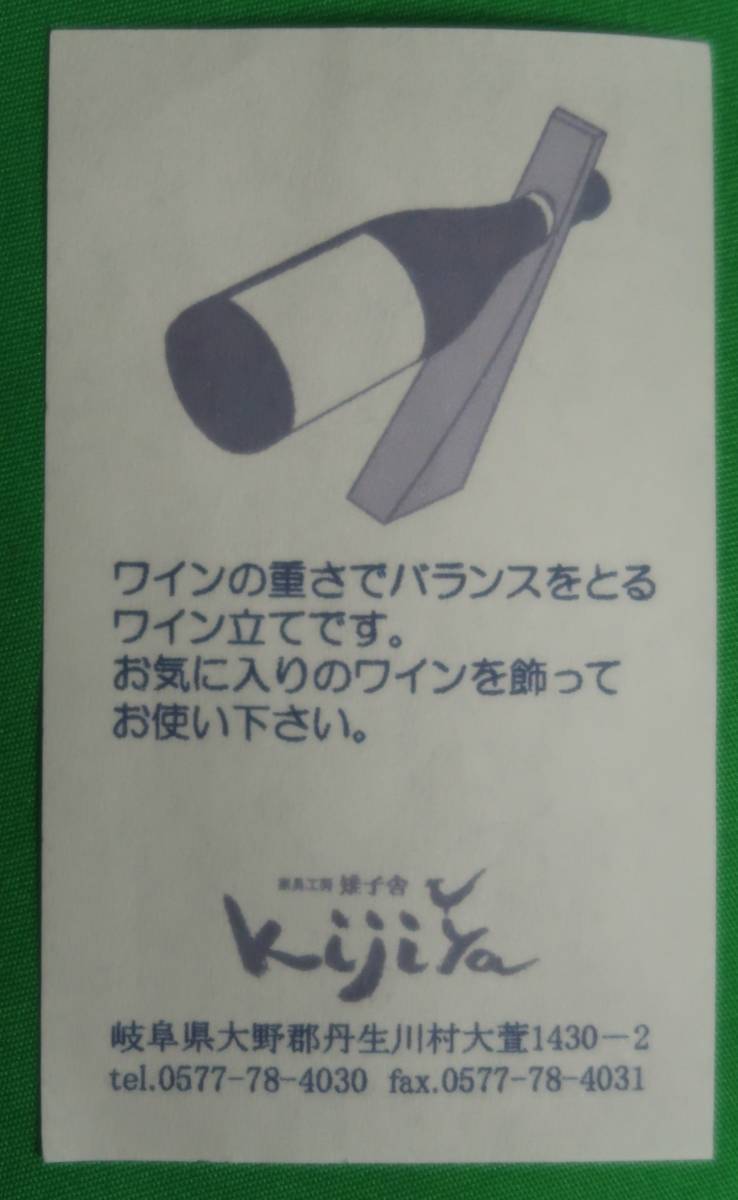 ワインの重さでバランスをとる
ワイン立てです。
お気に入りのワインを飾って
お使い下さい。
家具工房 雉子舎
kijiya
岐阜県大野郡丹生川村大萱1430-2
tel.0577-78-4030 fax.0577-78-4031